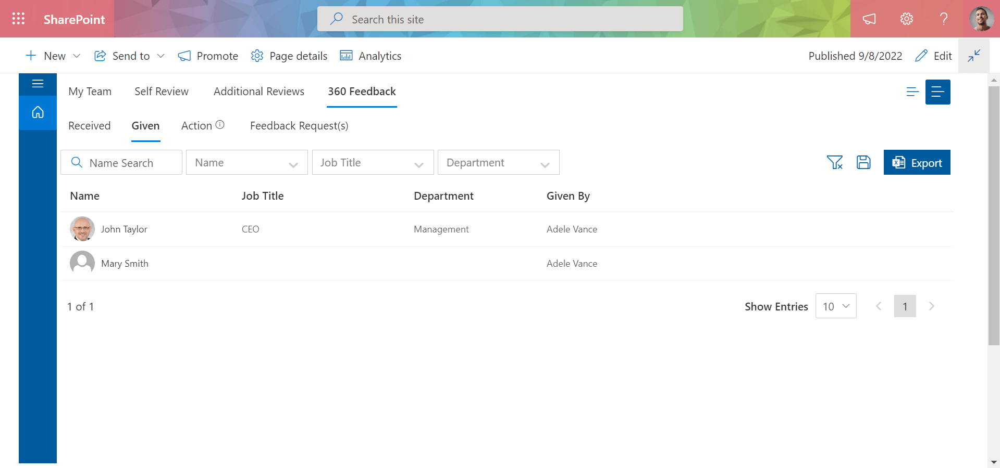 SharePoint
Search this site
New
Send to
Promote
Page details
Analytics
Published 9/8/2022
Edit
My Team
Self Review
Additional Reviews
360 Feedback
Received
Given
Action
Feedback Request(s)
Name Search
Name
Job Title
Department
Export
Name Job Title Department Given By
John Taylor CEO Management Adele Vance
Mary Smith Adele Vance
1 of 1
Show Entries 10 1